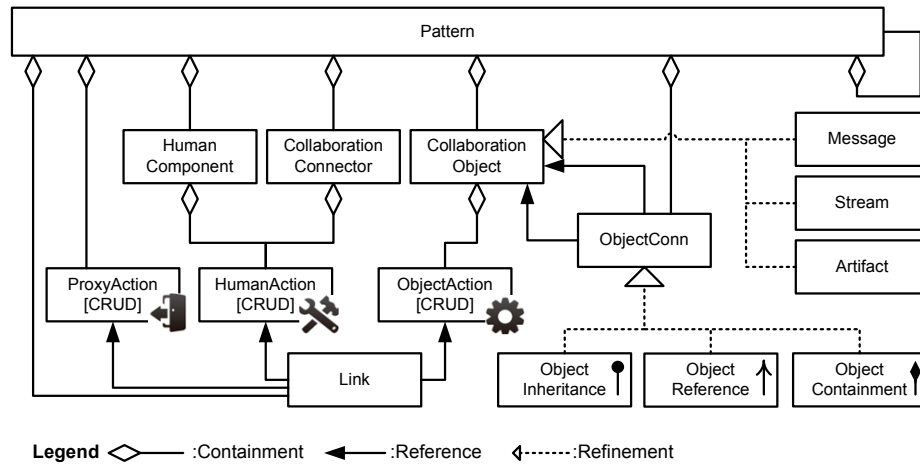 Pattern
Human
Component
Collaboration
Connector
Collaboration
Object
Message
Stream
Artifact
ObjectConn
ProxyAction
[CRUD]
HumanAction
[CRUD]
ObjectAction
[CRUD]
Link
Object
Inheritance
Object
Reference
Object
Containment
Legend :Containment :Reference :Refinement